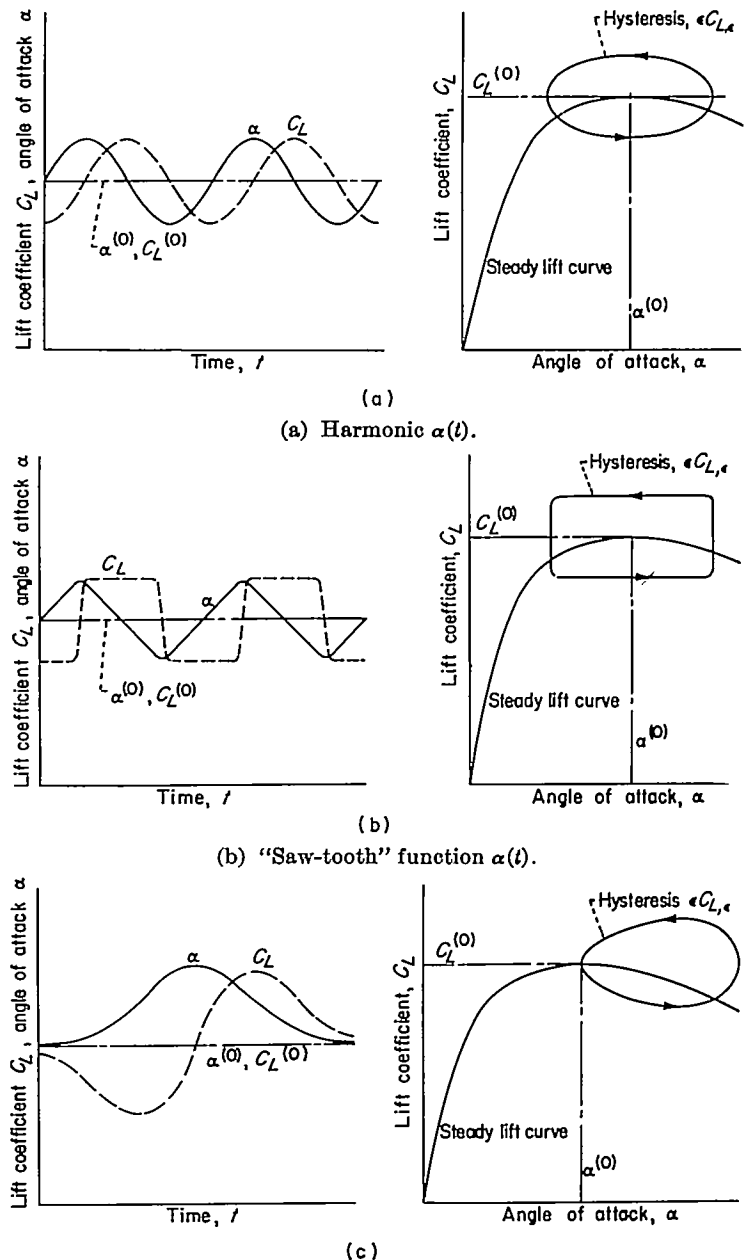 Lift coefficient C_L, angle of attack α
α
C_L
α^(0), C_L^(0)
Time, t
Hysteresis, ϵC_L,ϵ
Lift coefficient, C_L
C_L^(0)
Steady lift curve
α^(0)
Angle of attack, α
(a)
(a) Harmonic α(t).
Lift coefficient C_L, angle of attack α
C_L
α
α^(0), C_L^(0)
Time, t
Hysteresis, ϵC_L,ϵ
Lift coefficient, C_L
C_L^(0)
Steady lift curve
α^(0)
Angle of attack, α
(b)
(b) “Saw-tooth” function α(t).
Lift coefficient C_L, angle of attack α
α
C_L
α^(0), C_L^(0)
Time, t
Hysteresis ϵC_L,ϵ
Lift coefficient, C_L
C_L^(0)
Steady lift curve
α^(0)
Angle of attack, α
(c)